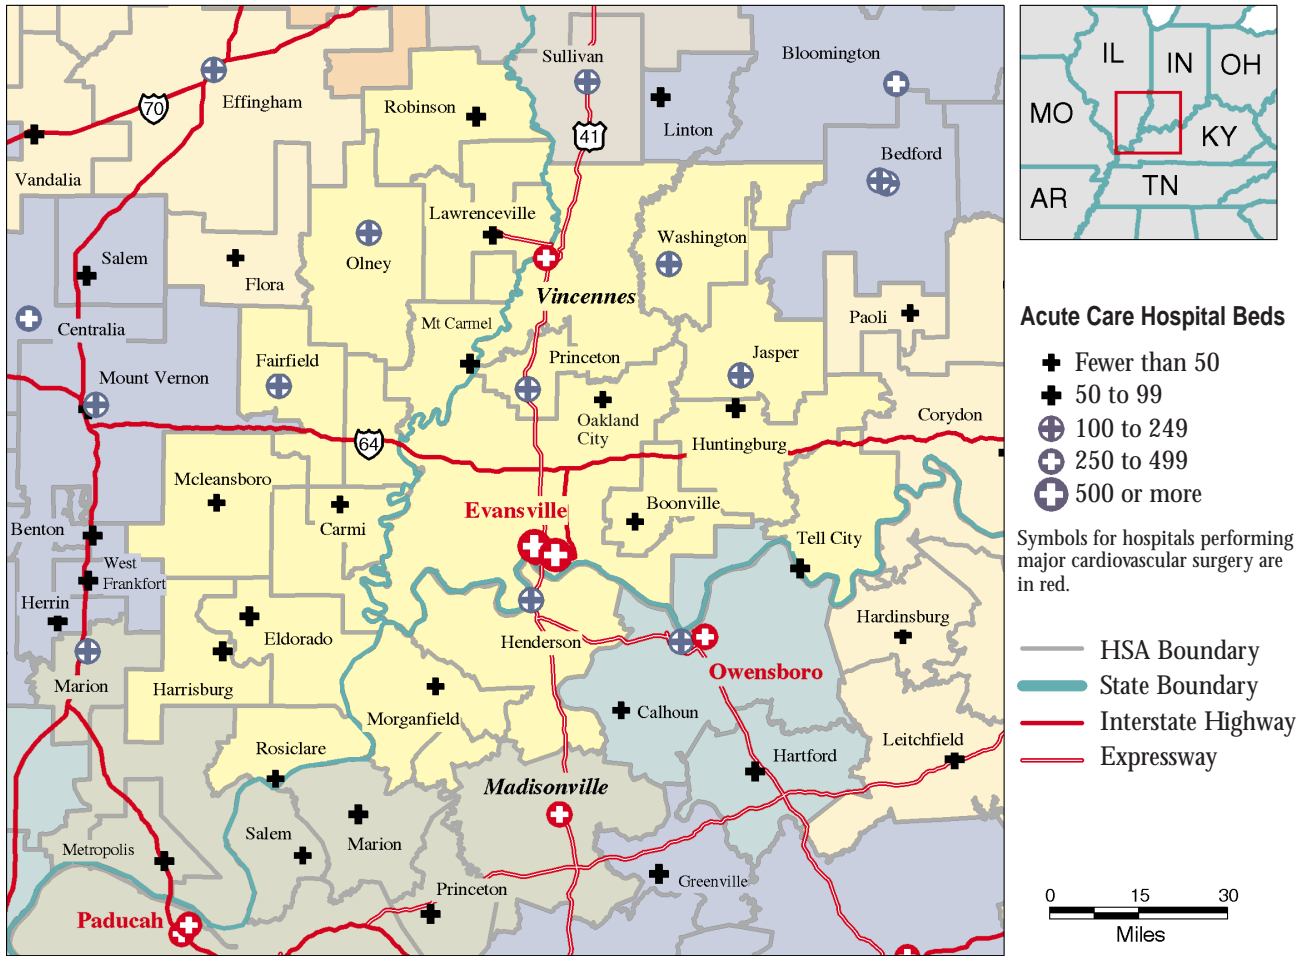 Sullivan
Bloomington
Effingham
70
Robinson
Linton
41
Bedford
Vandalia
Lawrenceville
Washington
Salem
Olney
Flora
Vincennes
Paoli
Mt Carmel
Centralia
Fairfield
Princeton
Jasper
Mount Vernon
Oakland
City
Corydon
64
Huntingburg
Mcleansboro
Evansville
Boonville
Carmi
Benton
Tell City
West
Frankfort
Herrin
Eldorado
Henderson
Hardinsburg
Owensboro
Marion
Harrisburg
Morganfield
Calhoun
Rosiclare
Hartford
Leitchfield
Madisonville
Salem
Marion
Metropolis
Princeton
Greenville
Paducah
IL
IN
OH
MO
KY
TN
AR
Acute Care Hospital Beds
Fewer than 50
50 to 99
100 to 249
250 to 499
500 or more
Symbols for hospitals performing
major cardiovascular surgery are
in red.
HSA Boundary
State Boundary
Interstate Highway
Expressway
0 15 30
Miles